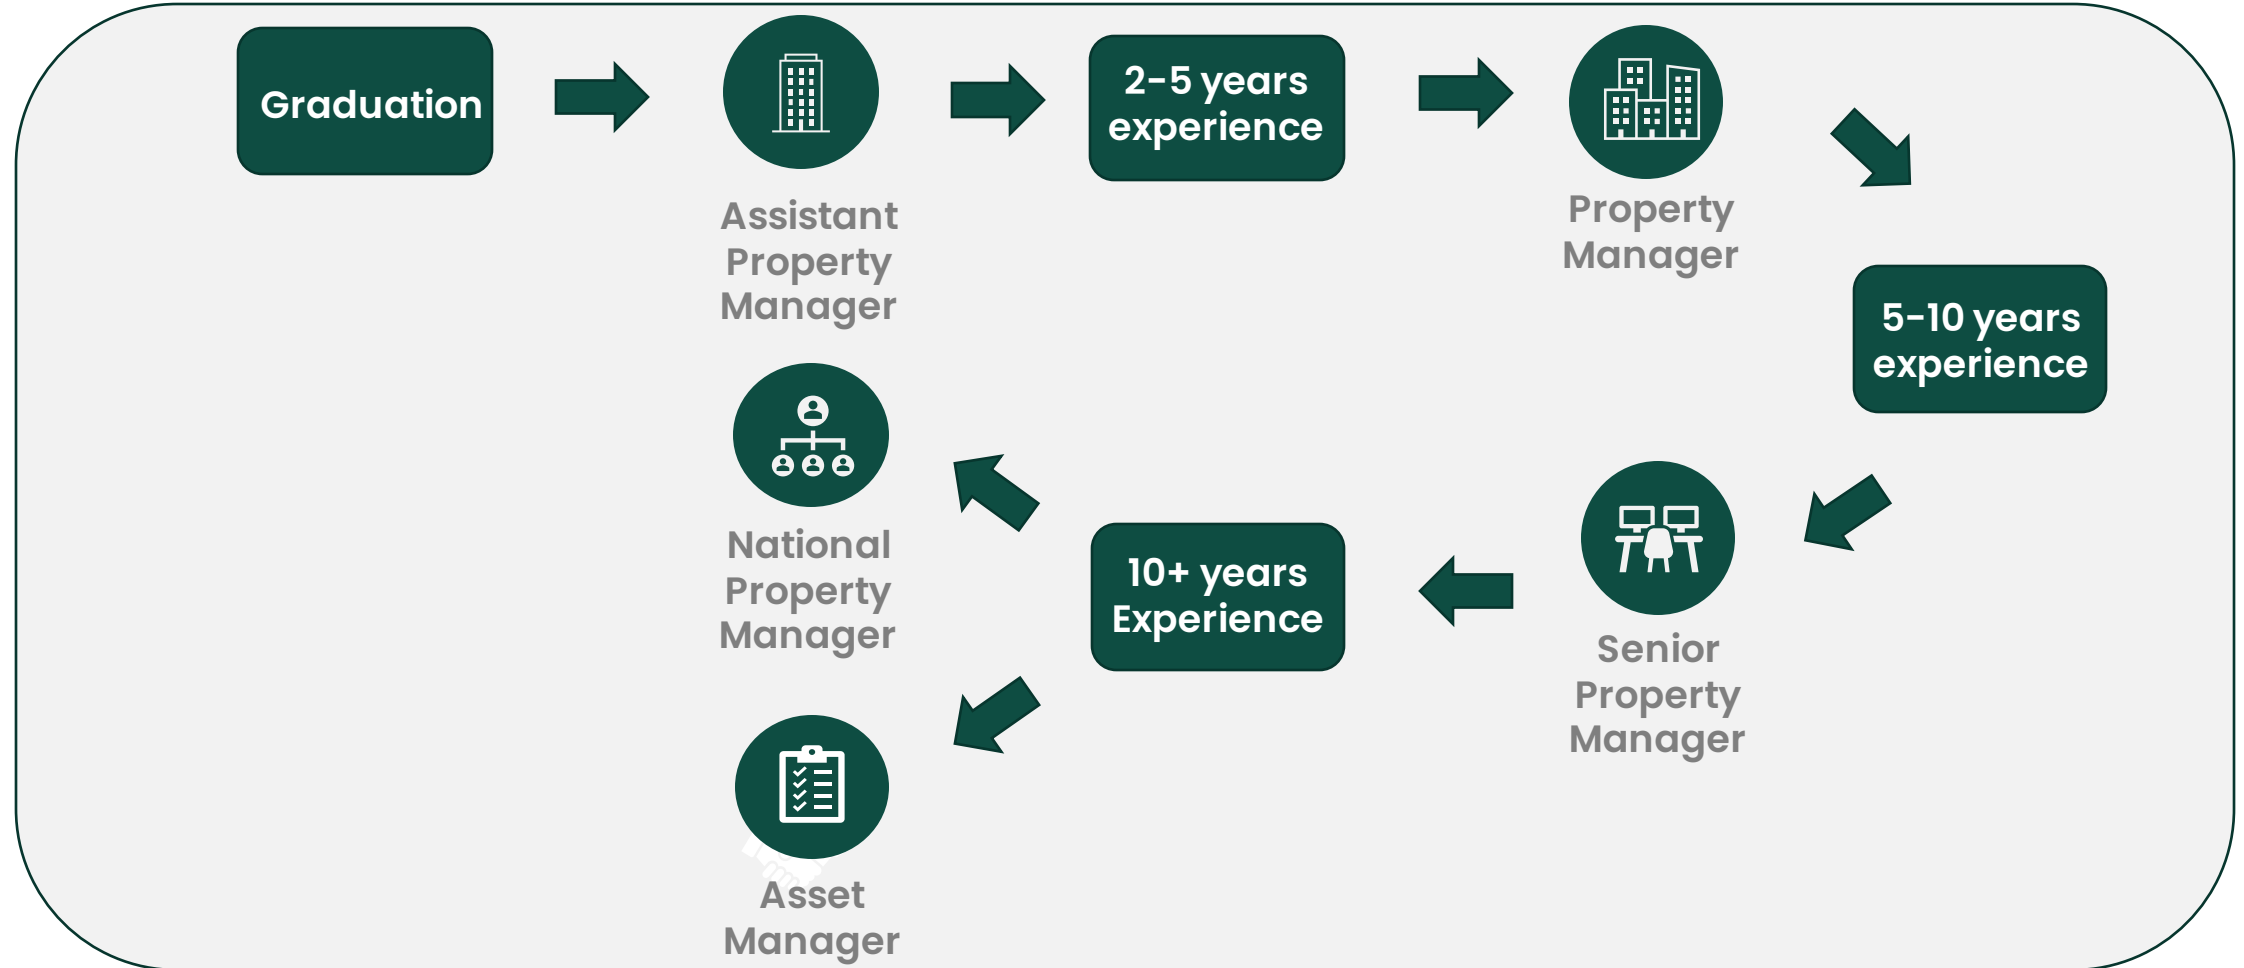 Graduation
Assistant
Property
Manager
2-5 years
experience
Property
Manager
5-10 years
experience
Senior
Property
Manager
10+ years
Experience
National
Property
Manager
Asset
Manager